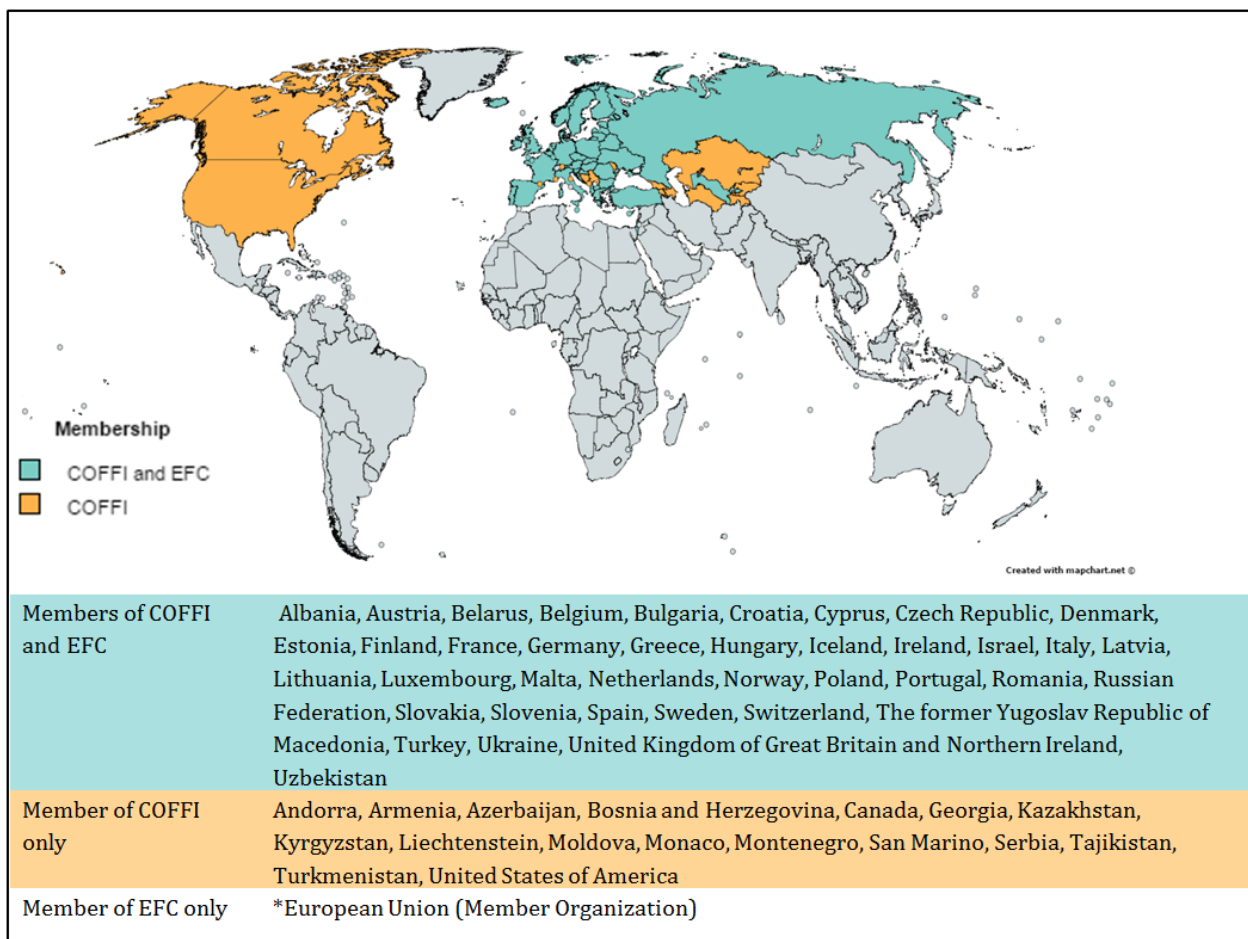 Membership
COFFI and EFC
COFFI
Created with mapchart.net ©
Members of COFFI and EFC
Albania, Austria, Belarus, Belgium, Bulgaria, Croatia, Cyprus, Czech Republic, Denmark,
Estonia, Finland, France, Germany, Greece, Hungary, Iceland, Ireland, Israel, Italy, Latvia,
Lithuania, Luxembourg, Malta, Netherlands, Norway, Poland, Portugal, Romania, Russian
Federation, Slovakia, Slovenia, Spain, Sweden, Switzerland, The former Yugoslav Republic of
Macedonia, Turkey, Ukraine, United Kingdom of Great Britain and Northern Ireland,
Uzbekistan
Member of COFFI
only
Andorra, Armenia, Azerbaijan, Bosnia and Herzegovina, Canada, Georgia, Kazakhstan,
Kyrgyzstan, Liechtenstein, Moldova, Monaco, Montenegro, San Marino, Serbia, Tajikistan,
Turkmenistan, United States of America
Member of EFC only
*European Union (Member Organization)